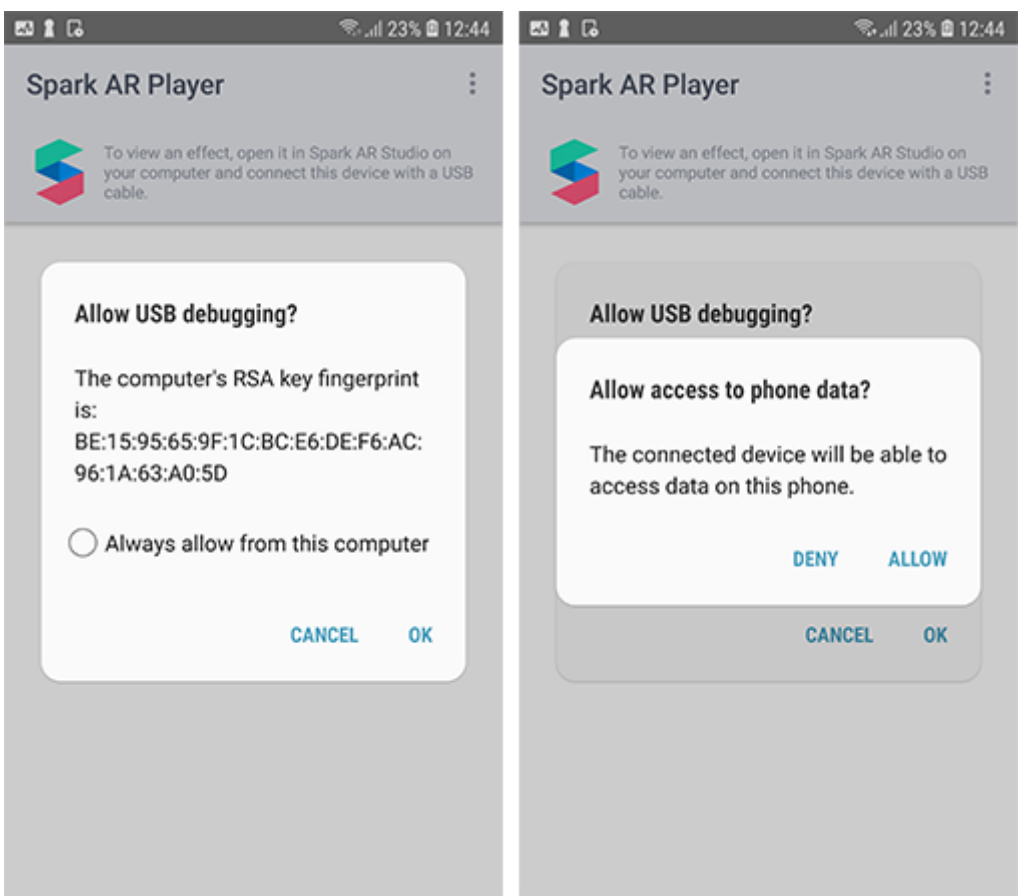 23% 12:44
Spark AR Player
To view an effect, open it in Spark AR Studio on
your computer and connect this device with a USB
cable.
Allow USB debugging?
The computer's RSA key fingerprint
is:
BE:15:95:65:9F:1C:BC:E6:DE:F6:AC:
96:1A:63:A0:5D
Always allow from this computer
CANCEL OK
23% 12:44
Spark AR Player
To view an effect, open it in Spark AR Studio on
your computer and connect this device with a USB
cable.
Allow USB debugging?
Allow access to phone data?
The connected device will be able to
access data on this phone.
DENY ALLOW
CANCEL OK